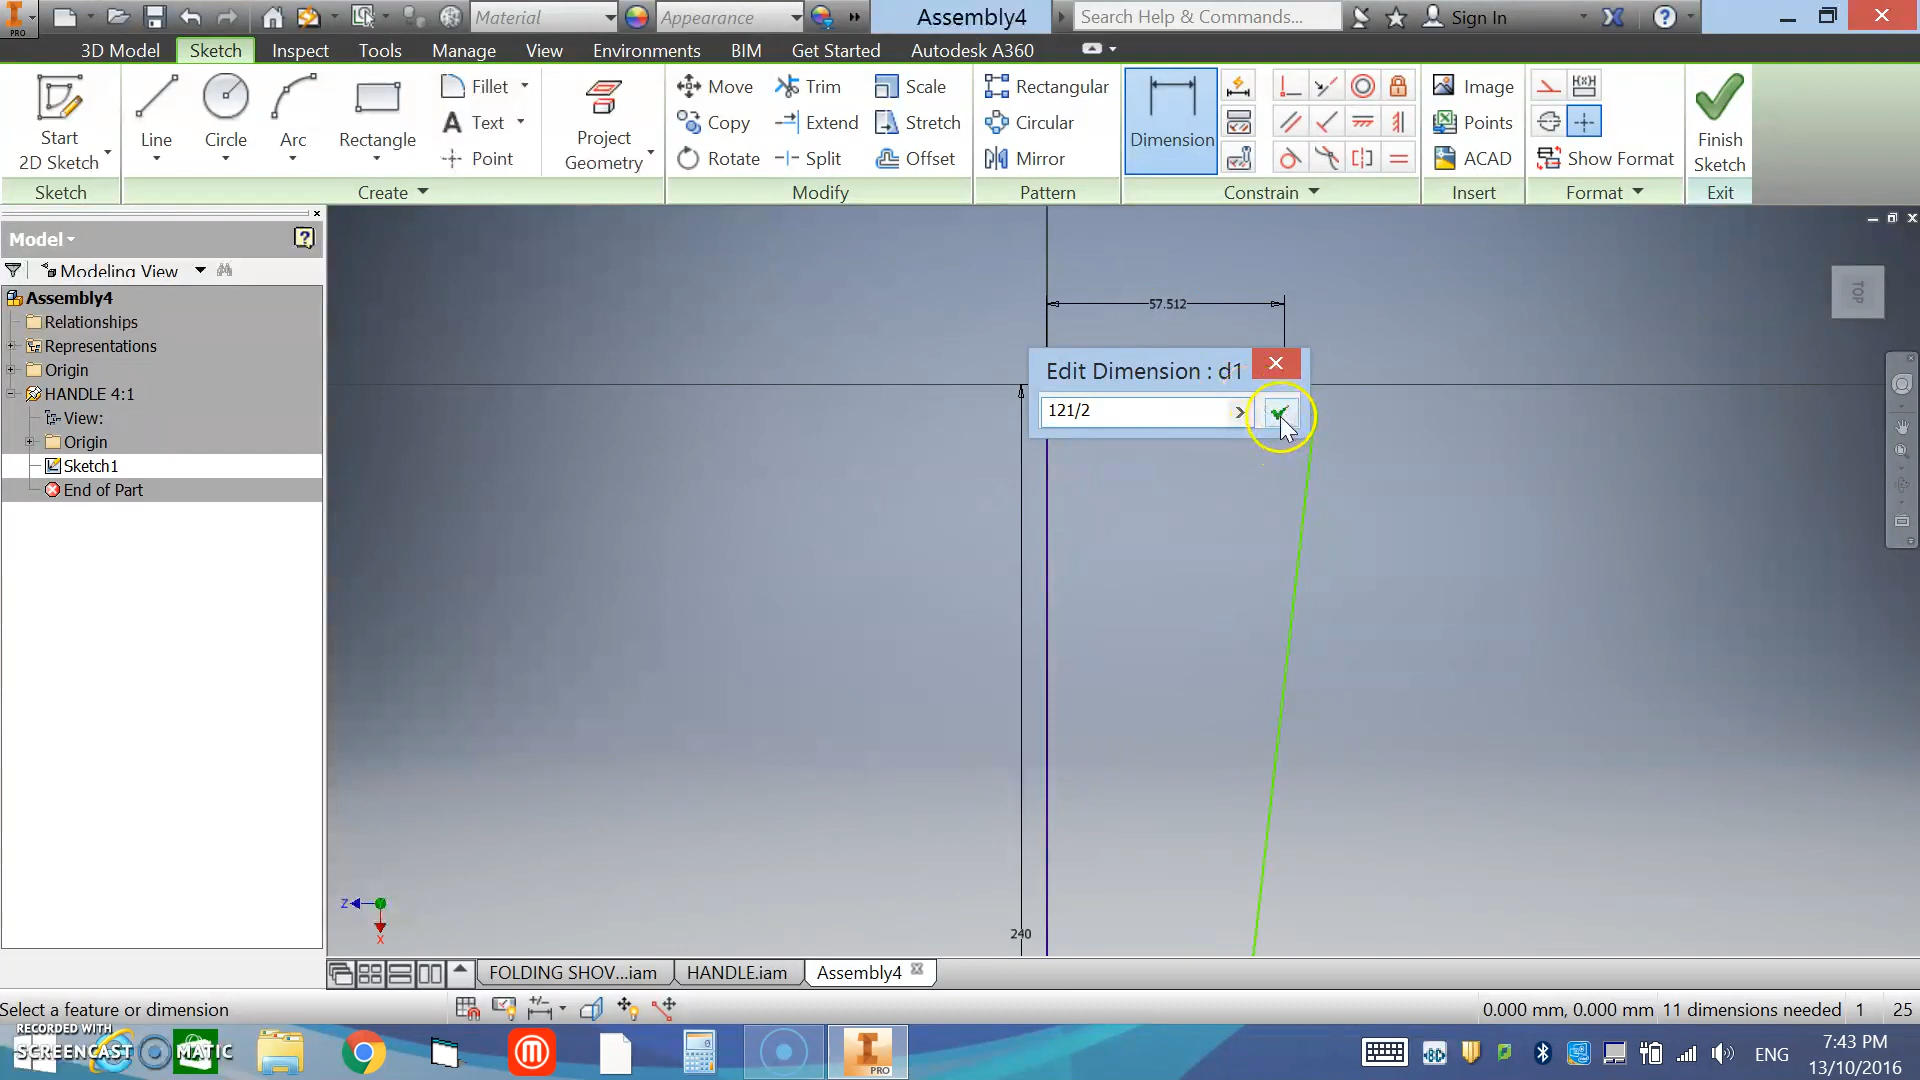 PRO
Material
Appearance
Assembly4
Search Help & Commands...
Sign In
3D Model
Sketch
Inspect
Tools
Manage
View
Environments
BIM
Get Started
Autodesk A360
Start
2D Sketch
Line
Circle
Arc
Rectangle
Fillet
Text
Point
Project
Geometry
Move
Copy
Rotate
Trim
Extend
Split
Scale
Stretch
Offset
Rectangular
Circular
Mirror
Dimension
Image
Points
ACAD
Show Format
Finish
Sketch
Sketch
Create
Modify
Pattern
Constrain
Insert
Format
Exit
Model
Modeling View
Assembly4
Relationships
Representations
Origin
HANDLE 4:1
View:
Origin
Sketch1
End of Part
57.512
Edit Dimension : d1
121/2
TOP
240
Z
X
FOLDING SHOV...iam
HANDLE.iam
Assembly4
Select a feature or dimension
0.000 mm, 0.000 mm
11 dimensions needed
1
25
RECORDED WITH
SCREENCAST
MATIC
PRO
ENG
7:43 PM
13/10/2016